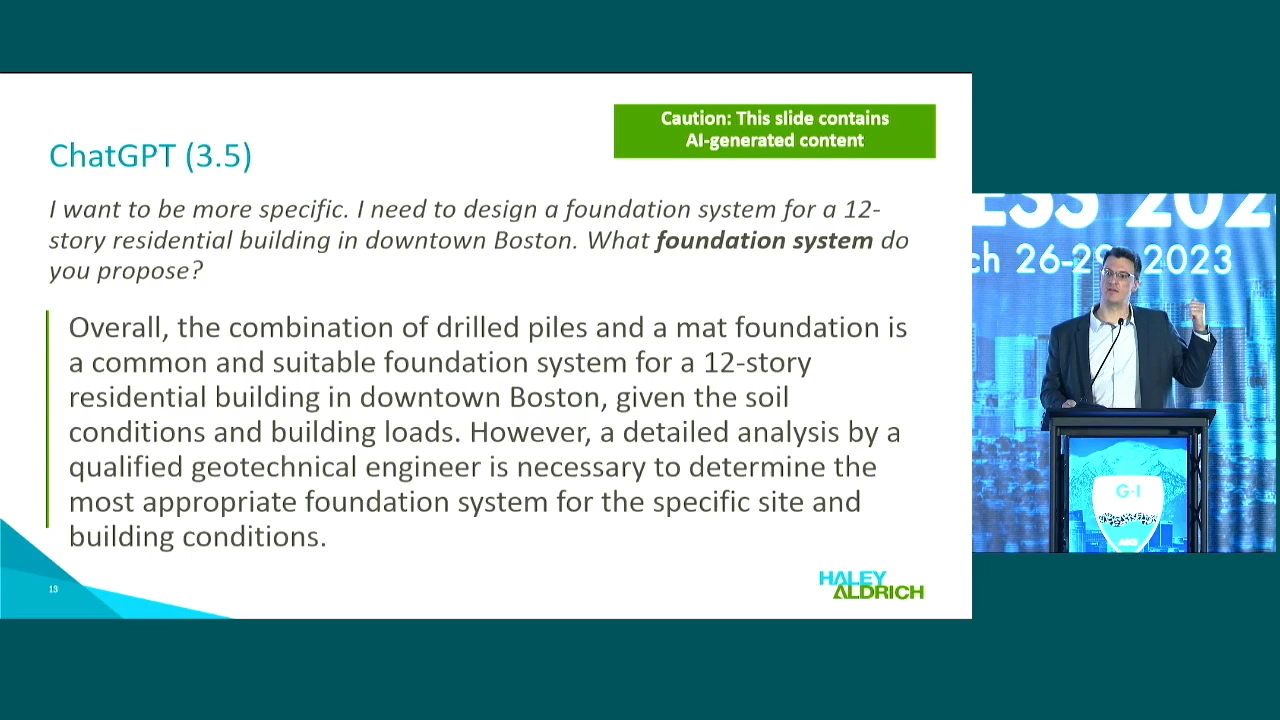 Caution: This slide contains
AI-generated content
ChatGPT (3.5)
I want to be more specific. I need to design a foundation system for a 12-
story residential building in downtown Boston. What foundation system do
you propose?
Overall, the combination of drilled piles and a mat foundation is
a common and suitable foundation system for a 12-story
residential building in downtown Boston, given the soil
conditions and building loads. However, a detailed analysis by a
qualified geotechnical engineer is necessary to determine the
most appropriate foundation system for the specific site and
building conditions.
13
HALEY
ALDRICH
ESS 202
ch 26-29, 2023
G-I